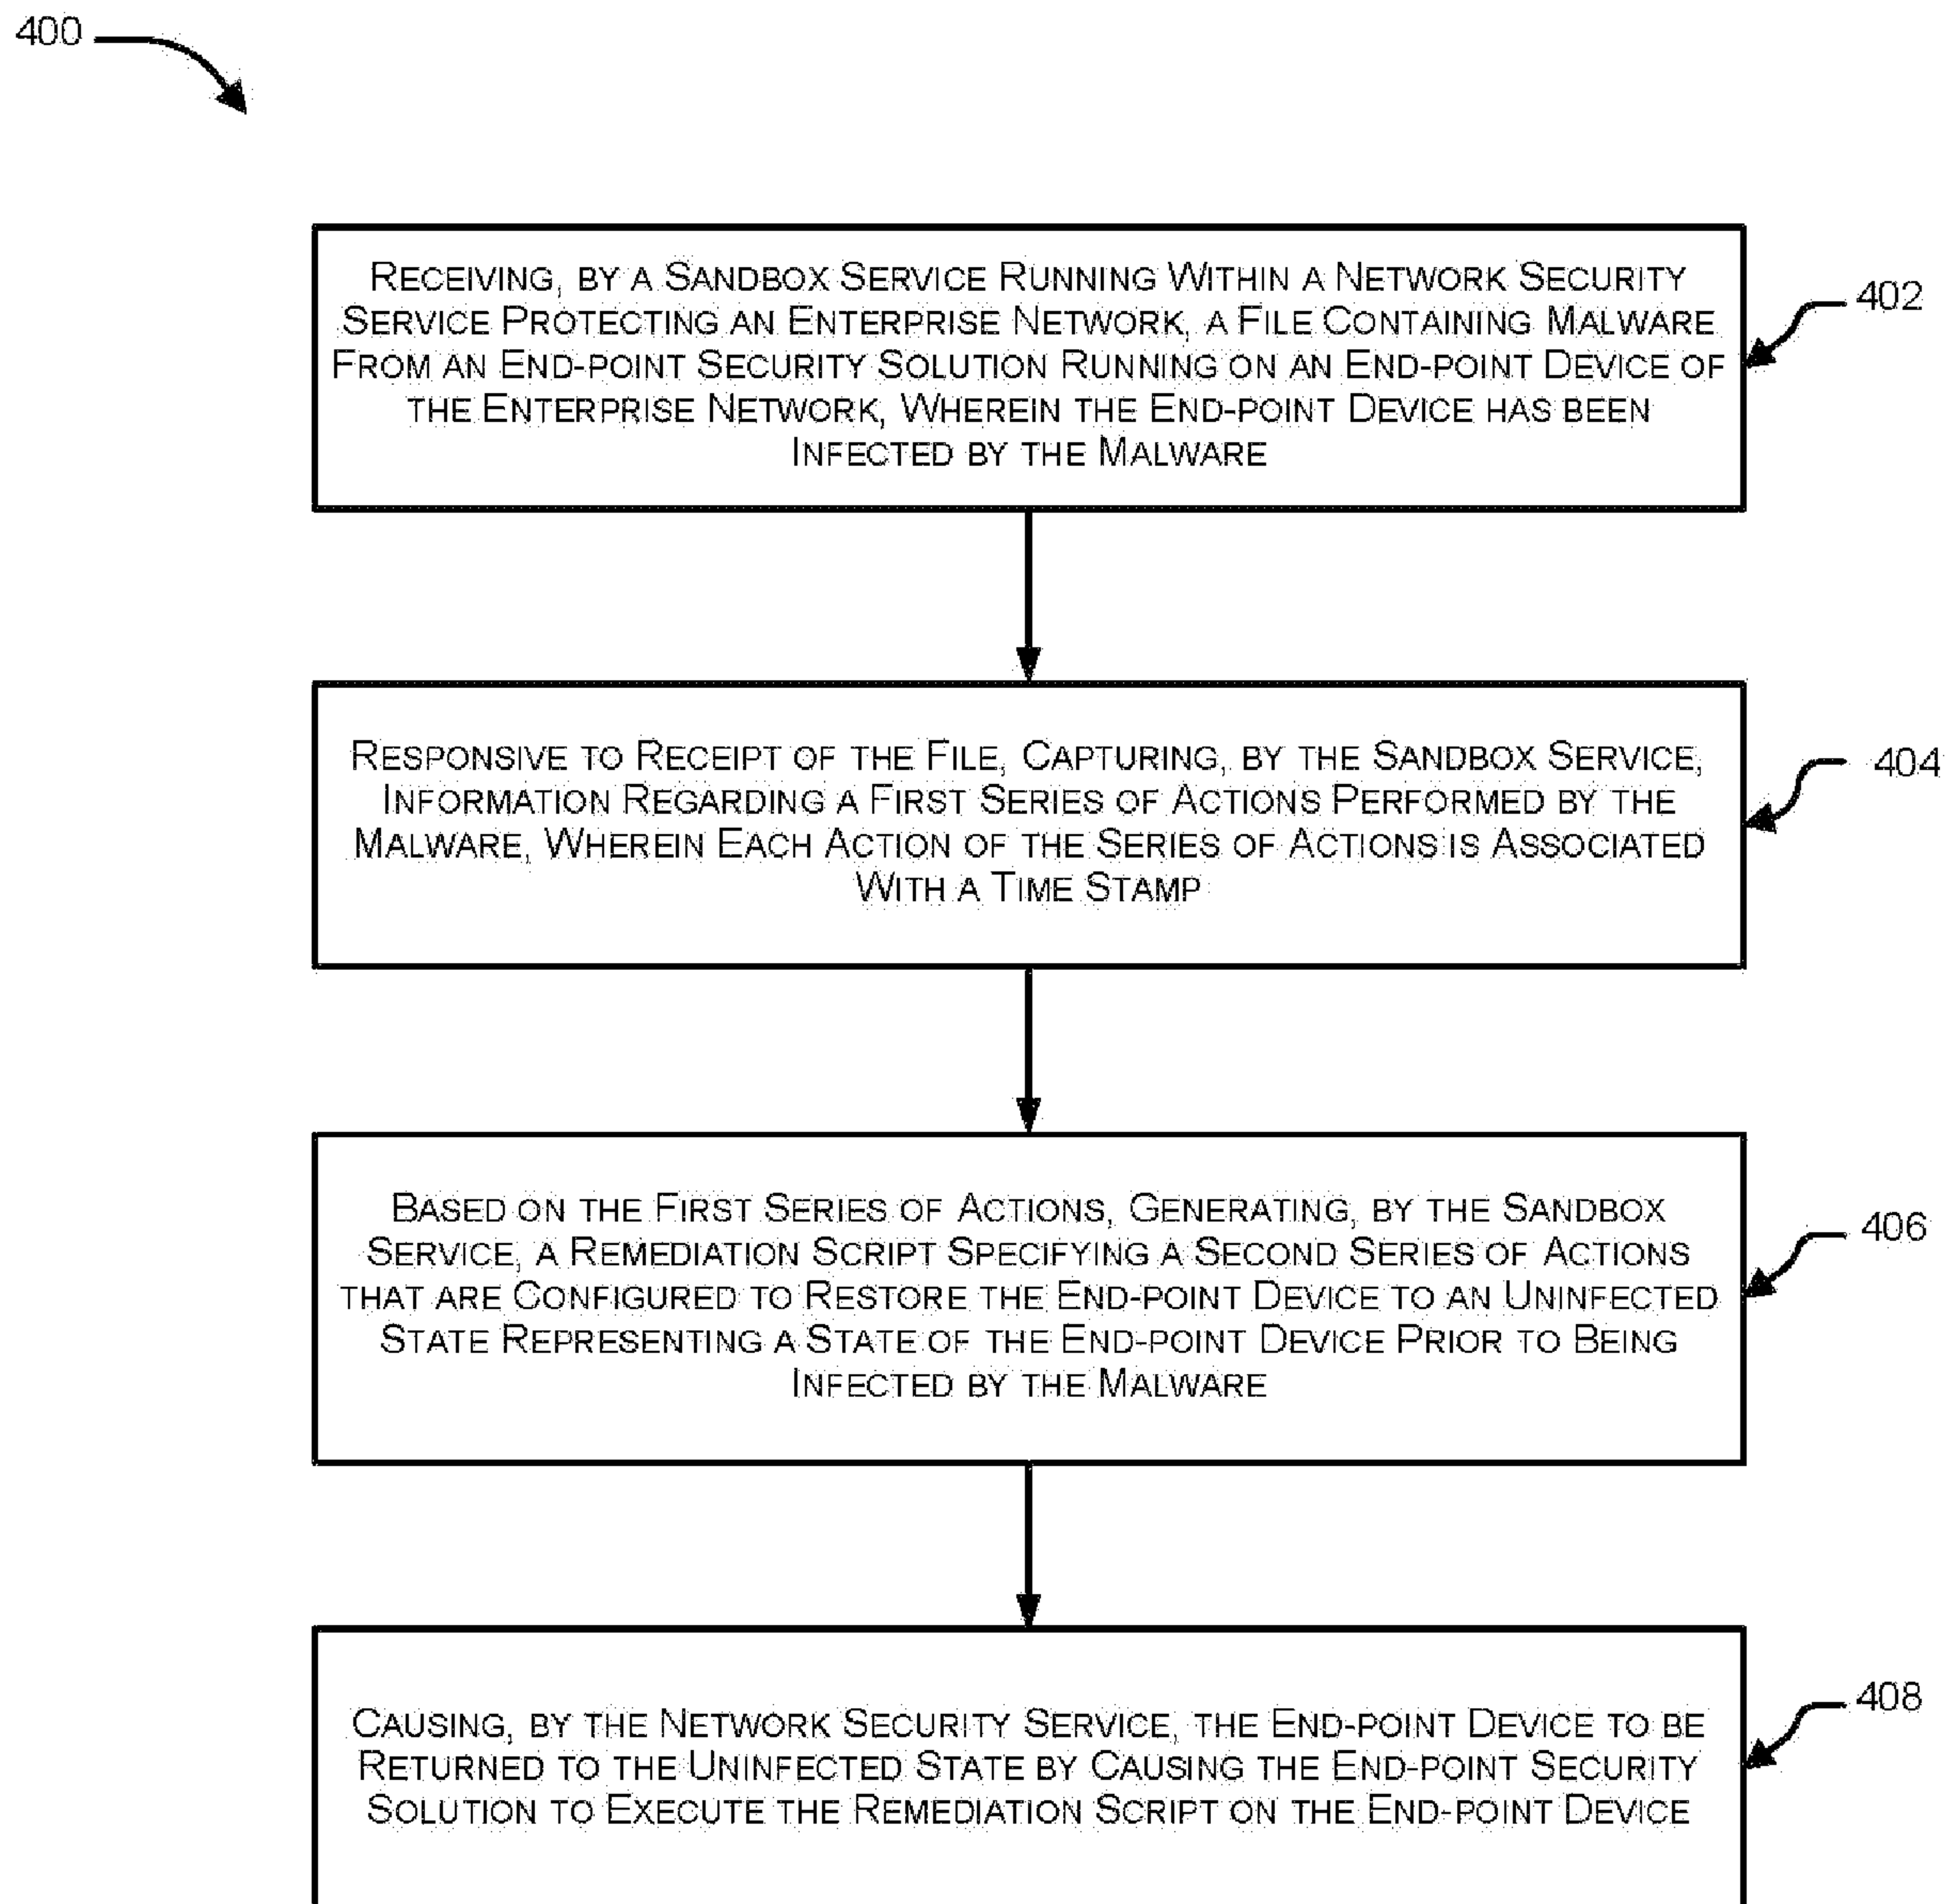 400
RECEIVING, BY A SANDBOX SERVICE RUNNING WITHIN A NETWORK SECURITY
SERVICE PROTECTING AN ENTERPRISE NETWORK, A FILE CONTAINING MALWARE
FROM AN END-POINT SECURITY SOLUTION RUNNING ON AN END-POINT DEVICE OF
THE ENTERPRISE NETWORK, WHEREIN THE END-POINT DEVICE HAS BEEN
INFECTED BY THE MALWARE
402
RESPONSIVE TO RECEIPT OF THE FILE, CAPTURING, BY THE SANDBOX SERVICE,
INFORMATION REGARDING A FIRST SERIES OF ACTIONS PERFORMED BY THE
MALWARE, WHEREIN EACH ACTION OF THE SERIES OF ACTIONS IS ASSOCIATED
WITH A TIME STAMP
404
BASED ON THE FIRST SERIES OF ACTIONS, GENERATING, BY THE SANDBOX
SERVICE, A REMEDIATION SCRIPT SPECIFYING A SECOND SERIES OF ACTIONS
THAT ARE CONFIGURED TO RESTORE THE END-POINT DEVICE TO AN UNINFECTED
STATE REPRESENTING A STATE OF THE END-POINT DEVICE PRIOR TO BEING
INFECTED BY THE MALWARE
406
CAUSING, BY THE NETWORK SECURITY SERVICE, THE END-POINT DEVICE TO BE
RETURNED TO THE UNINFECTED STATE BY CAUSING THE END-POINT SECURITY
SOLUTION TO EXECUTE THE REMEDIATION SCRIPT ON THE END-POINT DEVICE
408